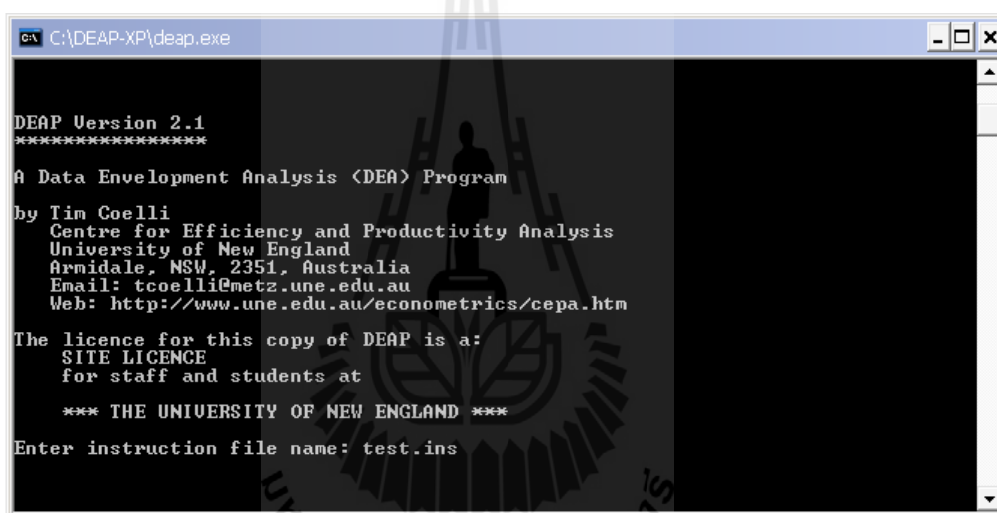 C:\DEAP-XP\deap.exe
DEAP Version 2.1
****************
A Data Envelopment Analysis (DEA) Program
by Tim Coelli
Centre for Efficiency and Productivity Analysis
University of New England
Armidale, NSW, 2351, Australia
Email: tcoelli@metz.une.edu.au
Web: http://www.une.edu.au/econometrics/cepa.htm
The licence for this copy of DEAP is a:
SITE LICENCE
for staff and students at
*** THE UNIVERSITY OF NEW ENGLAND ***
Enter instruction file name: test.ins